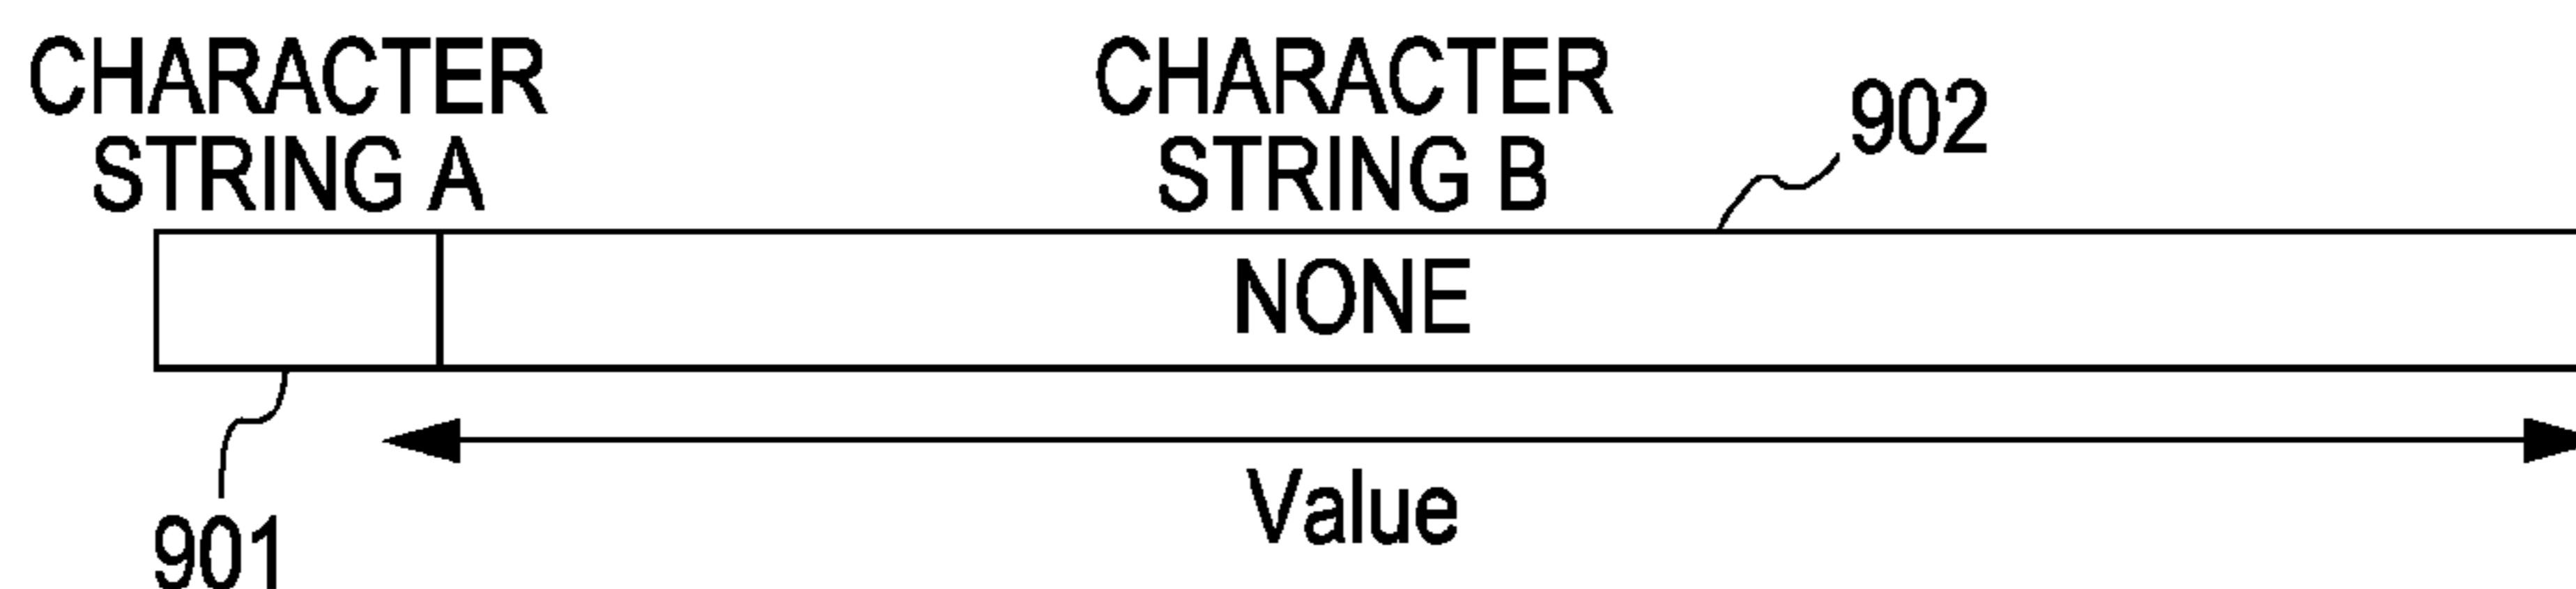 CHARACTER
STRING A
CHARACTER
STRING B
902
NONE
Value
901